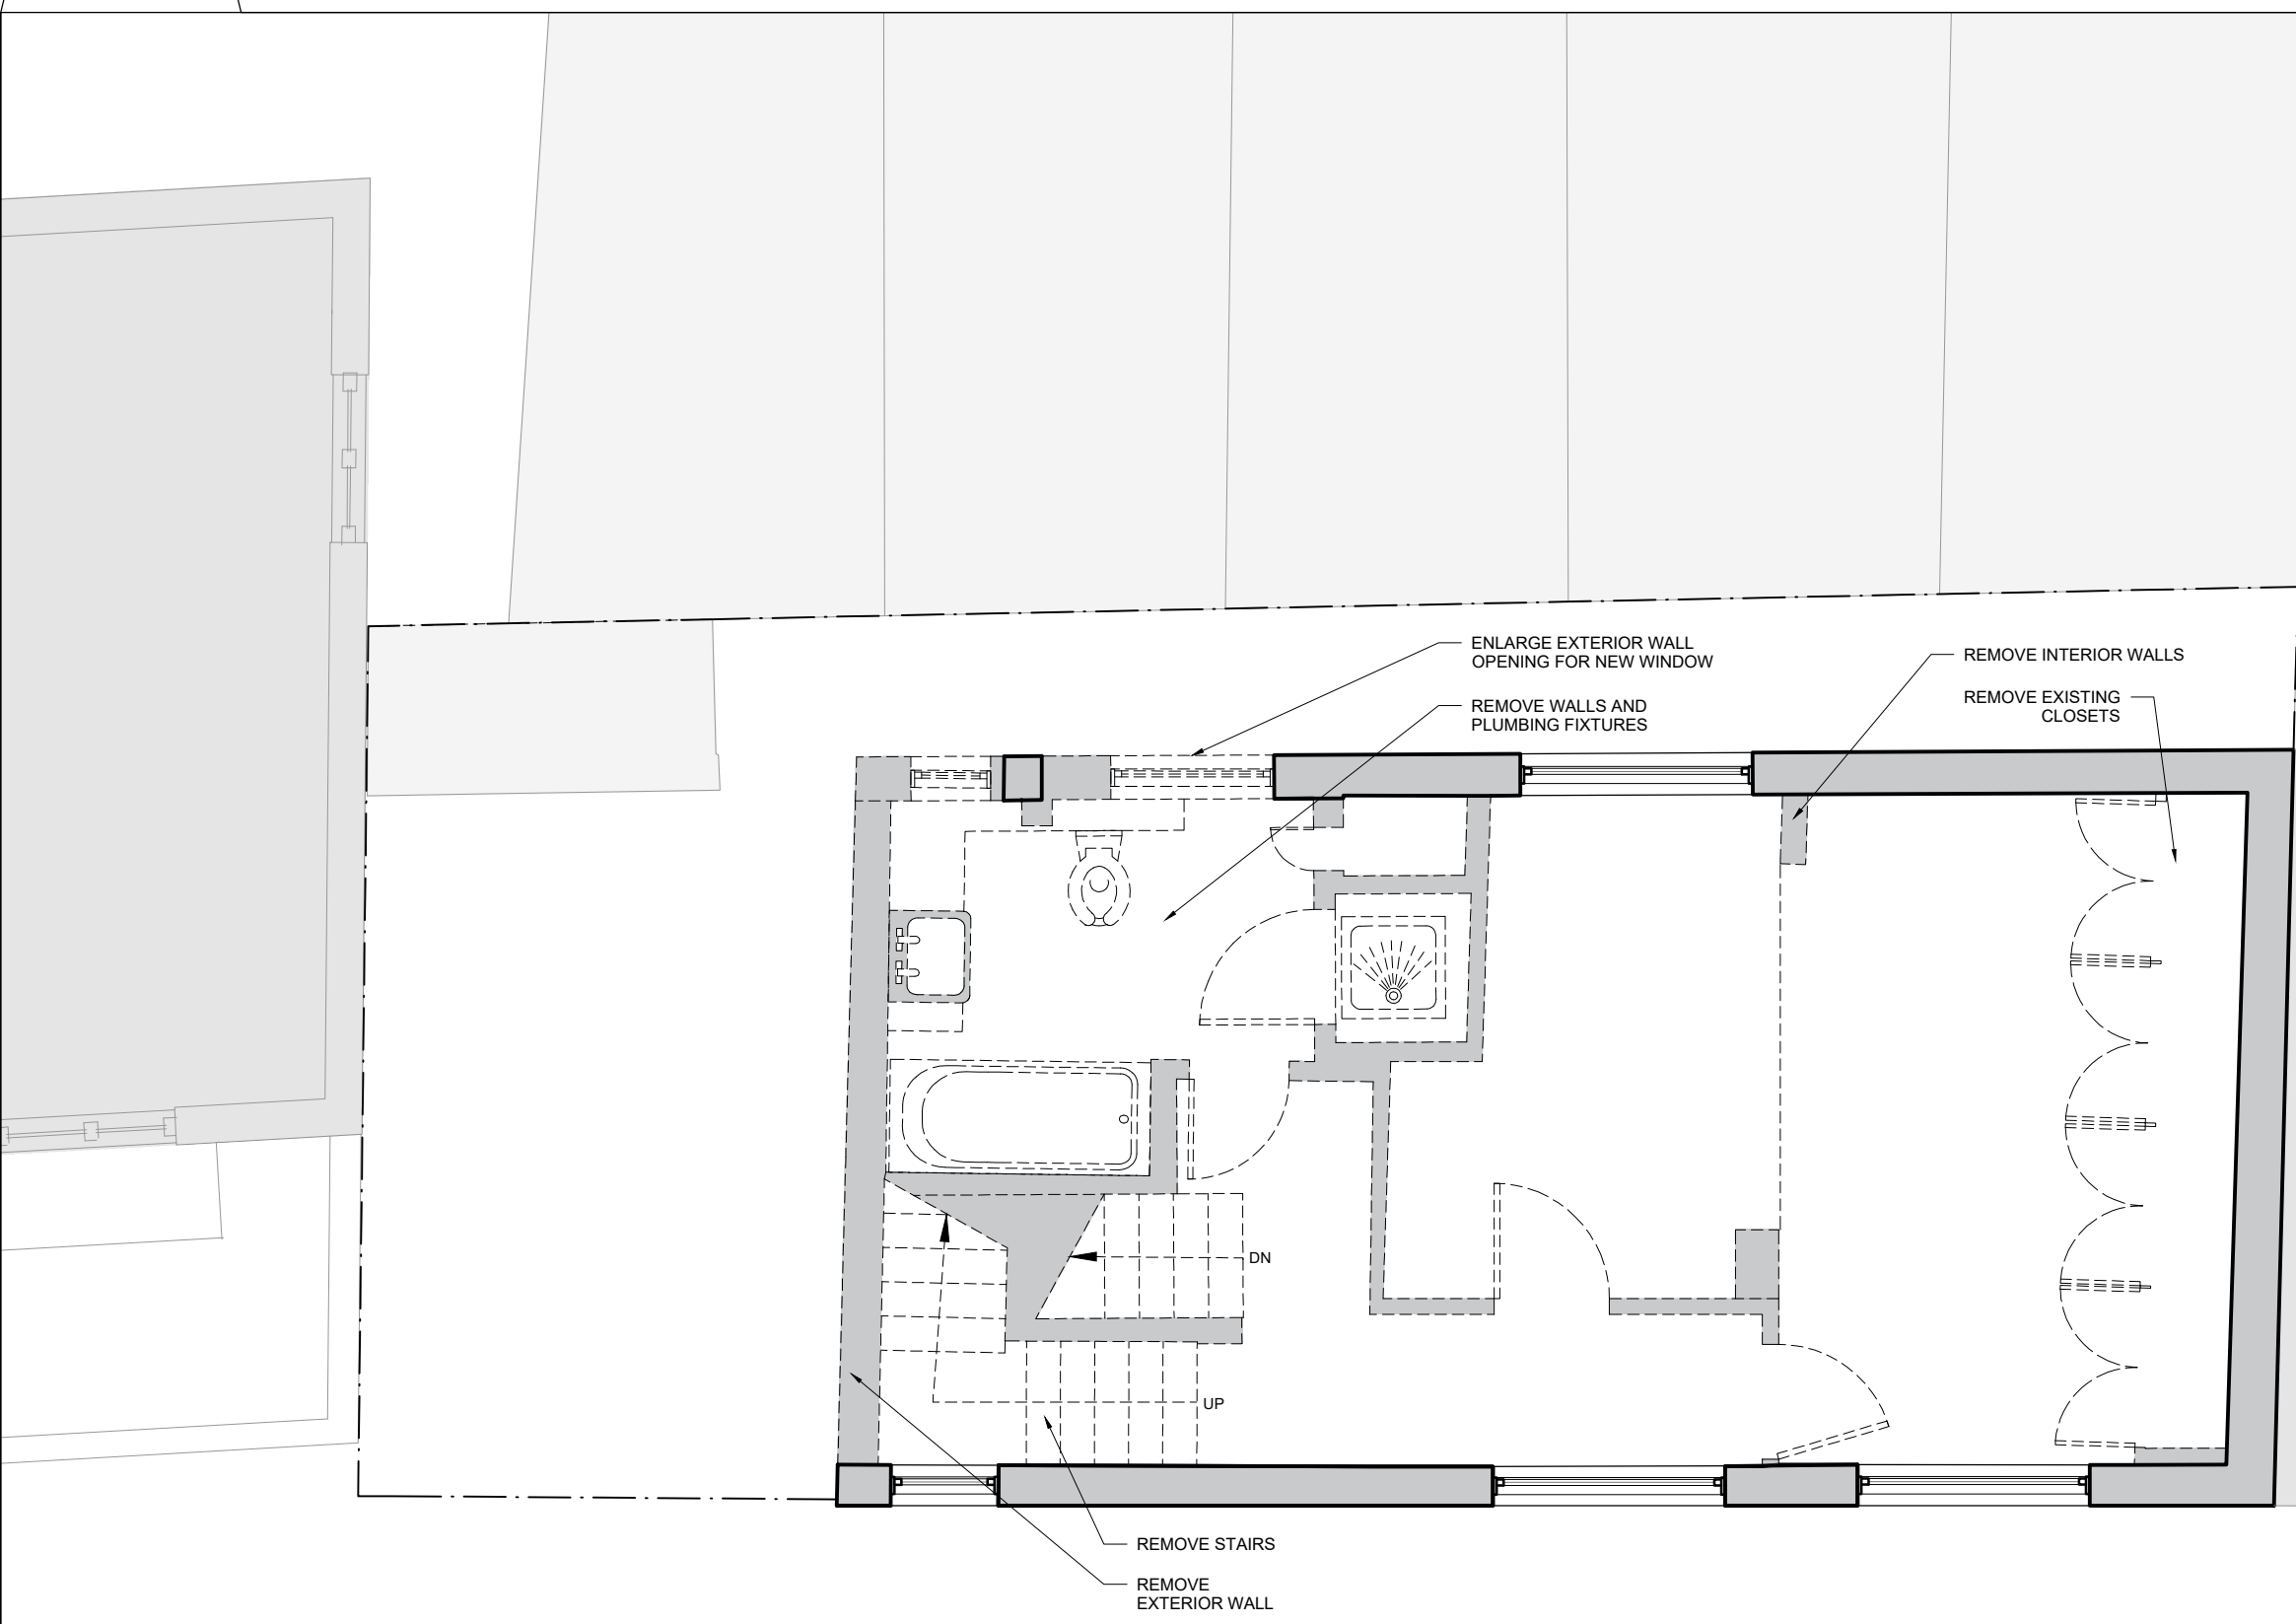 ENLARGE EXTERIOR WALL
OPENING FOR NEW WINDOW
REMOVE INTERIOR WALLS
REMOVE WALLS AND
PLUMBING FIXTURES
REMOVE EXISTING
CLOSETS
DN
UP
REMOVE STAIRS
REMOVE
EXTERIOR WALL